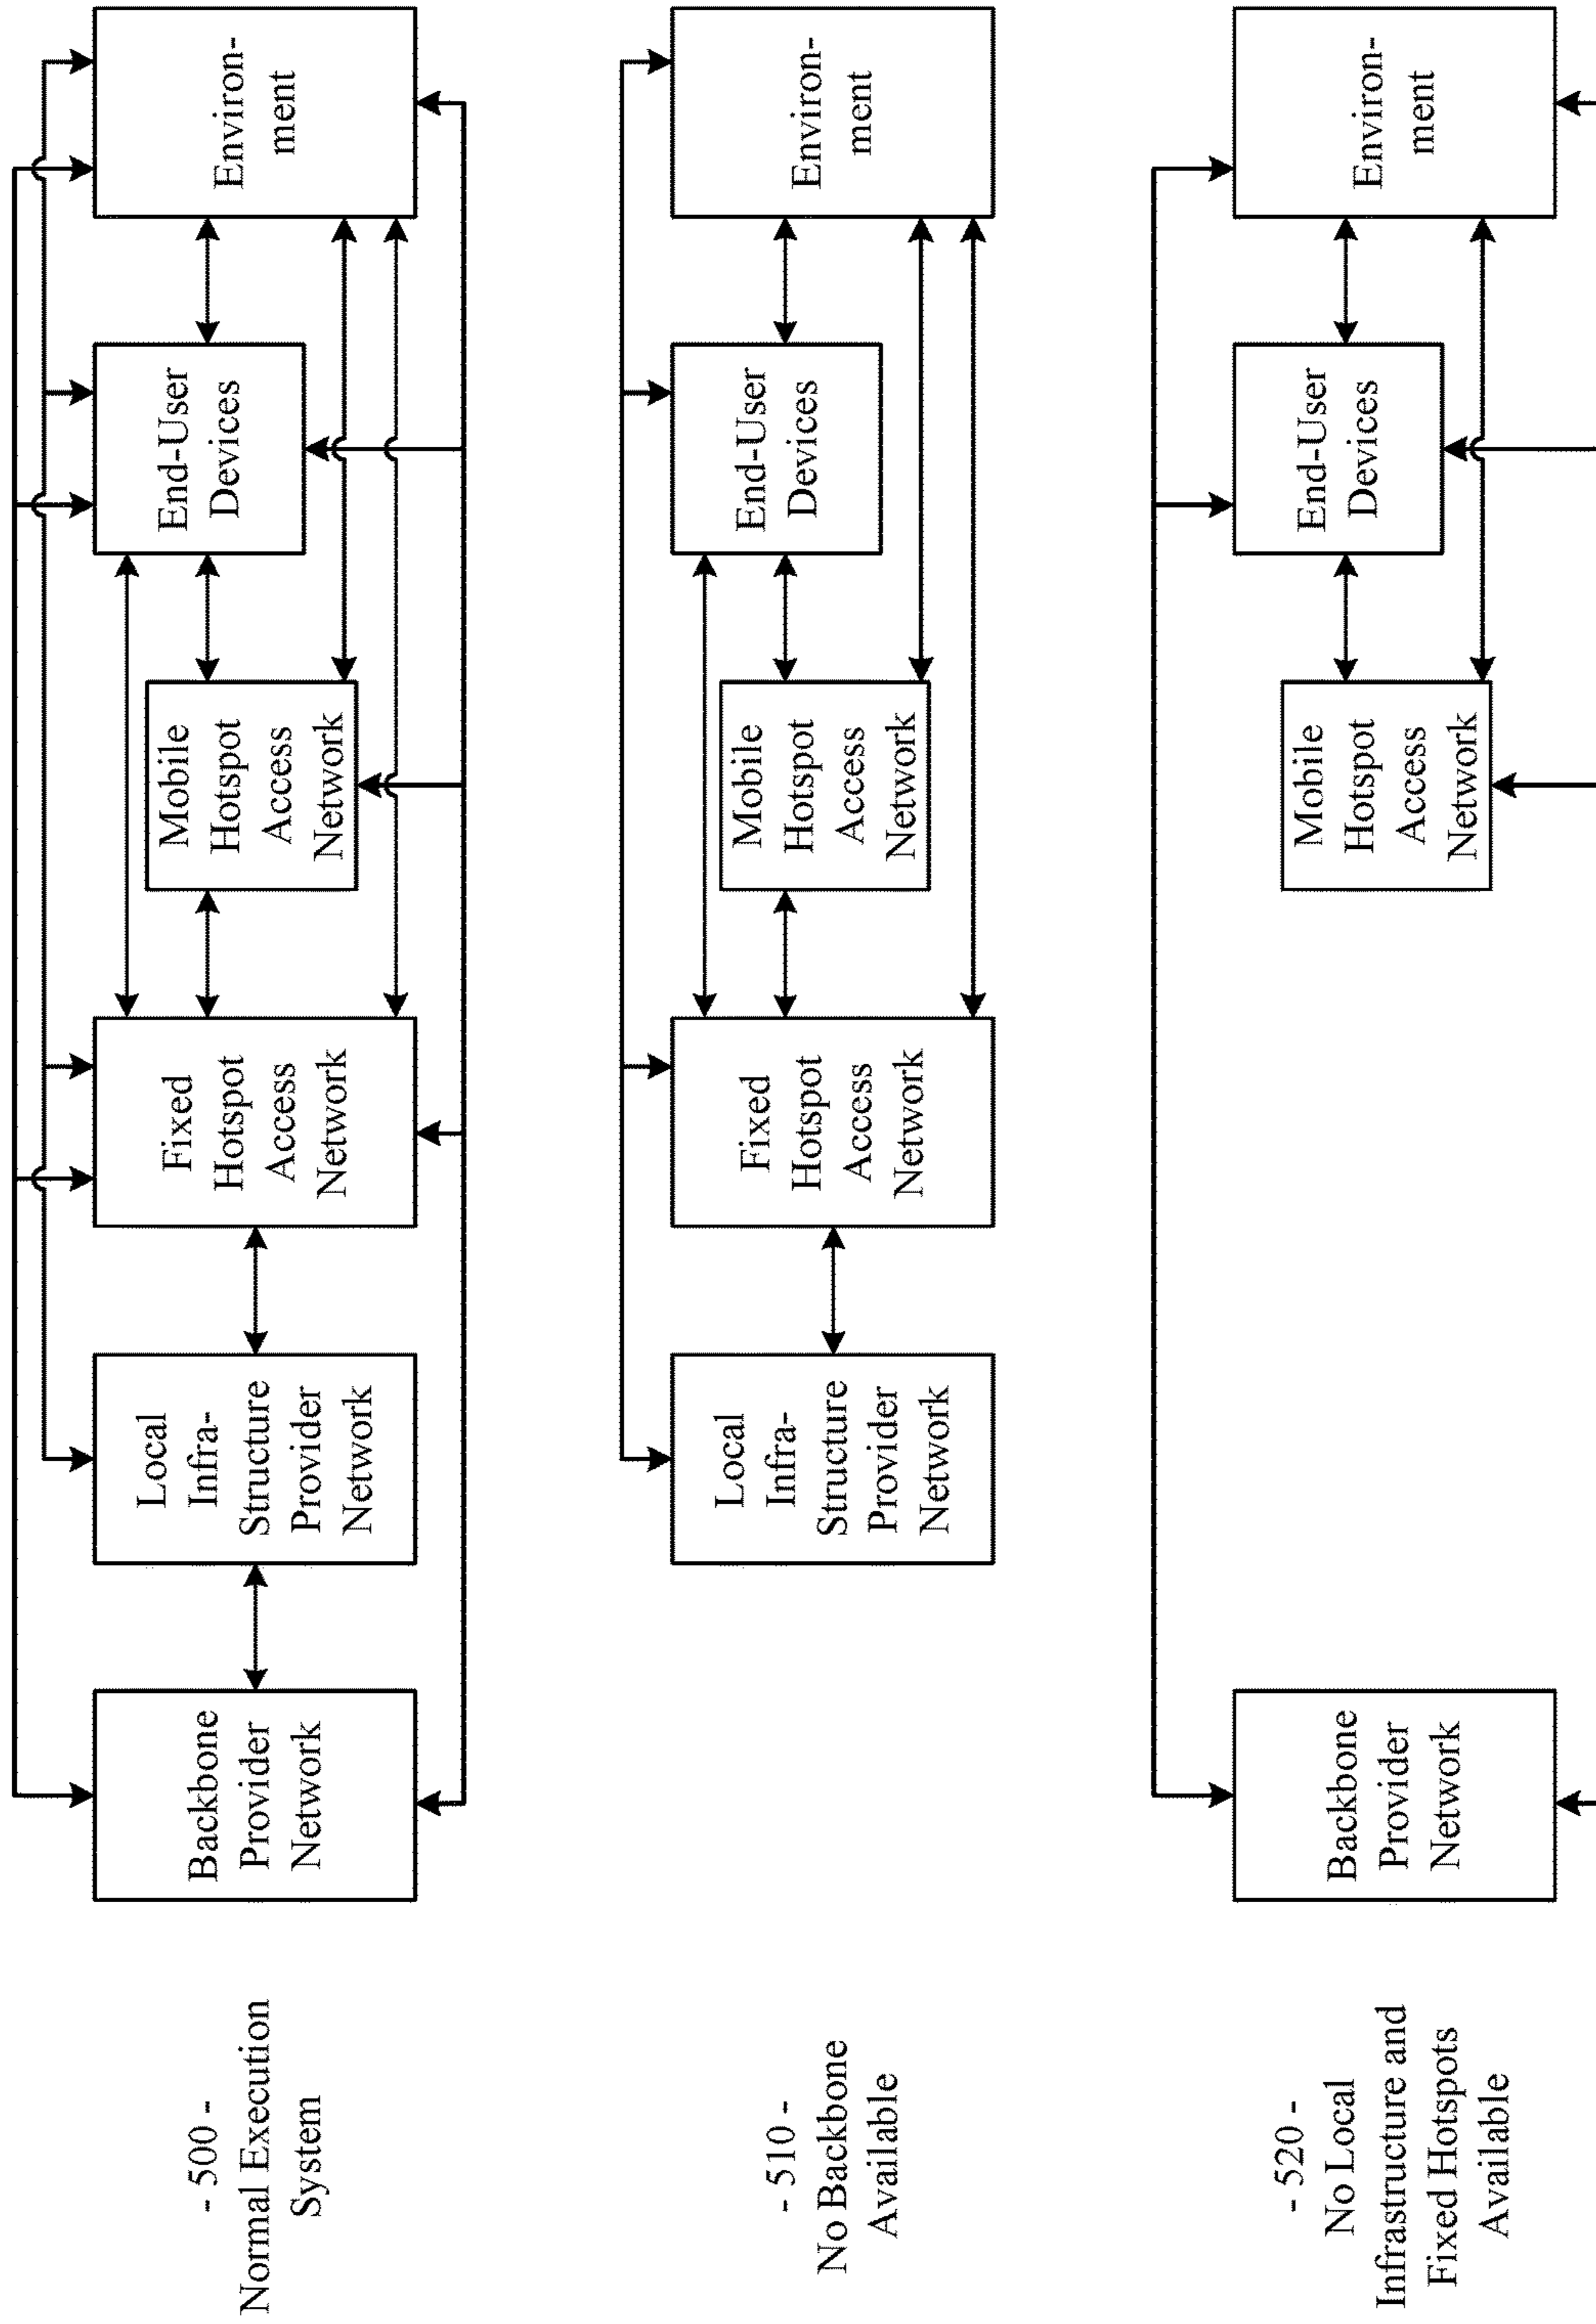 - 500 -
Normal Execution
System
Backbone
Provider
Network
Local
Infra-
Structure
Provider
Network
Fixed
Hotspot
Access
Network
Mobile
Hotspot
Access
Network
End-User
Devices
Environ-
ment
- 510 -
No Backbone
Available
Local
Infra-
Structure
Provider
Network
Fixed
Hotspot
Access
Network
Mobile
Hotspot
Access
Network
End-User
Devices
Environ-
ment
- 520 -
No Local
Infrastructure and
Fixed Hotspots
Available
Backbone
Provider
Network
Mobile
Hotspot
Access
Network
End-User
Devices
Environ-
ment